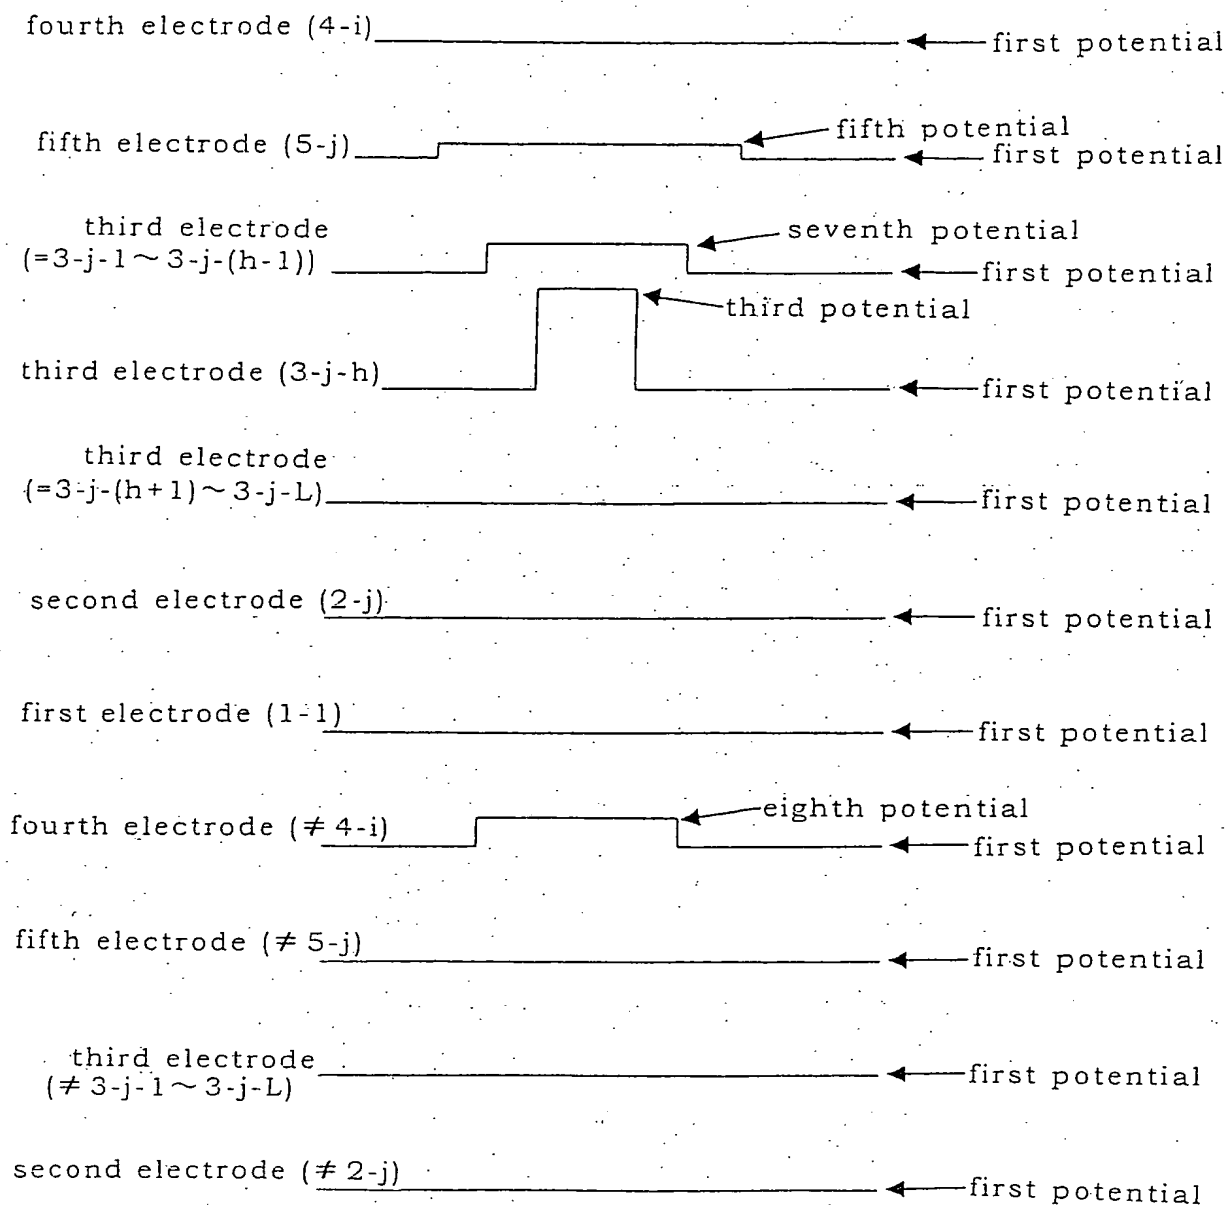 fourth electrode (4-i)
first potential
fifth electrode (5-j)
fifth potential
first potential
third electrode
(=3-j-1~3-j-(h-1))
seventh potential
first potential
third potential
third electrode (3-j-h)
first potential
third electrode
(=3-j-(h+1)~3-j-L)
first potential
second electrode (2-j)
first potential
first electrode (1-1)
first potential
fourth electrode (≠4-i)
eighth potential
first potential
fifth electrode (≠5-j)
first potential
third electrode
(≠3-j-1~3-j-L)
first potential
second electrode (≠2-j)
first potential